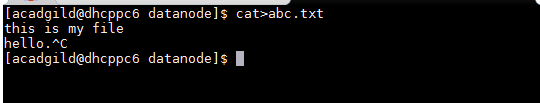 [acadgild@dhcppc6 datanode]$ cat>abc.txt
this is my file
hello.^C
[acadgild@dhcppc6 datanode]$